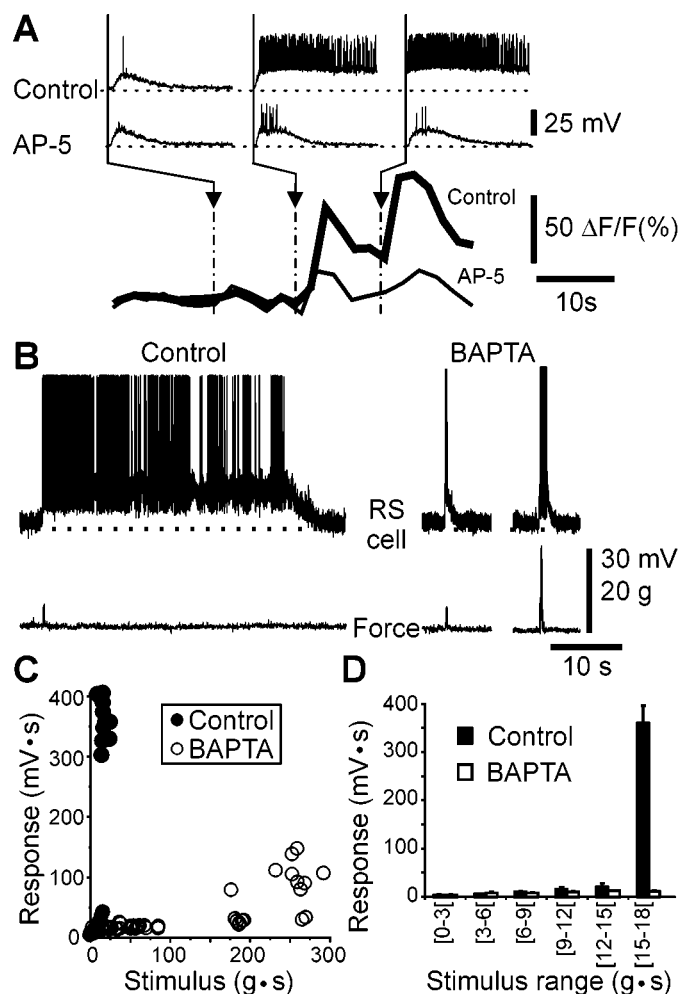 A
Control
AP-5
25 mV
Control
50 ΔF/F(%)
AP-5
10s
B
Control
BAPTA
RS
cell
30 mV
20 g
Force
10 s
C
Control
BAPTA
400
300
200
100
0
Response (mV•s)
0
100
200
300
Stimulus (g•s)
D
Control
BAPTA
400
300
200
100
0
Response (mV•s)
[0-3[
[3-6[
[6-9[
[9-12[
[12-15[
[15-18[
Stimulus range (g•s)